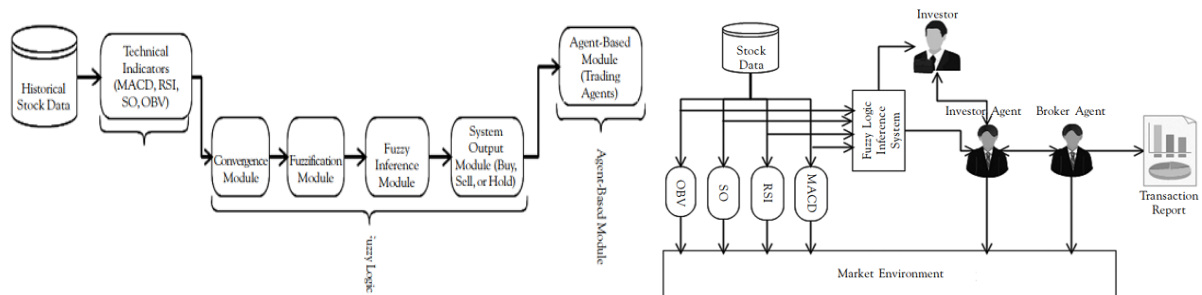 Historical
Stock Data
Technical
Indicators
(MACD, RSI,
SO, OBV)
Convergence
Module
Fuzzification
Module
Fuzzy
Inference
Module
System
Output
Module (Buy,
Sell, or Hold)
Agent-Based
Module
(Trading
Agents)
Fuzzy Logic
Agent-Based Module
Stock
Data
Investor
Fuzzy Logic
Inference
System
Investor Agent
Broker Agent
Transaction
Report
OBV
SO
RSI
MACD
Market Environment